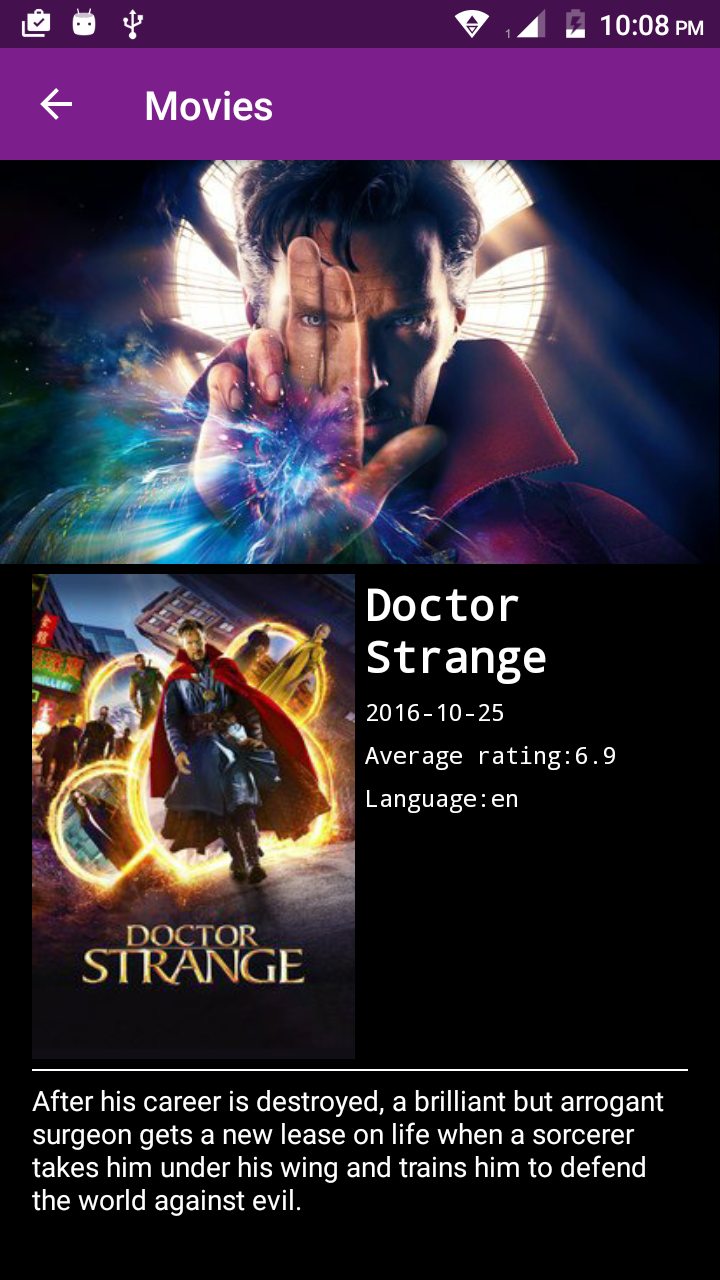 1
10:08 PM
Movies
Doctor
Strange
2016-10-25
Average rating:6.9
Language:en
DOCTOR
STRANGE
After his career is destroyed, a brilliant but arrogant
surgeon gets a new lease on life when a sorcerer
takes him under his wing and trains him to defend
the world against evil.